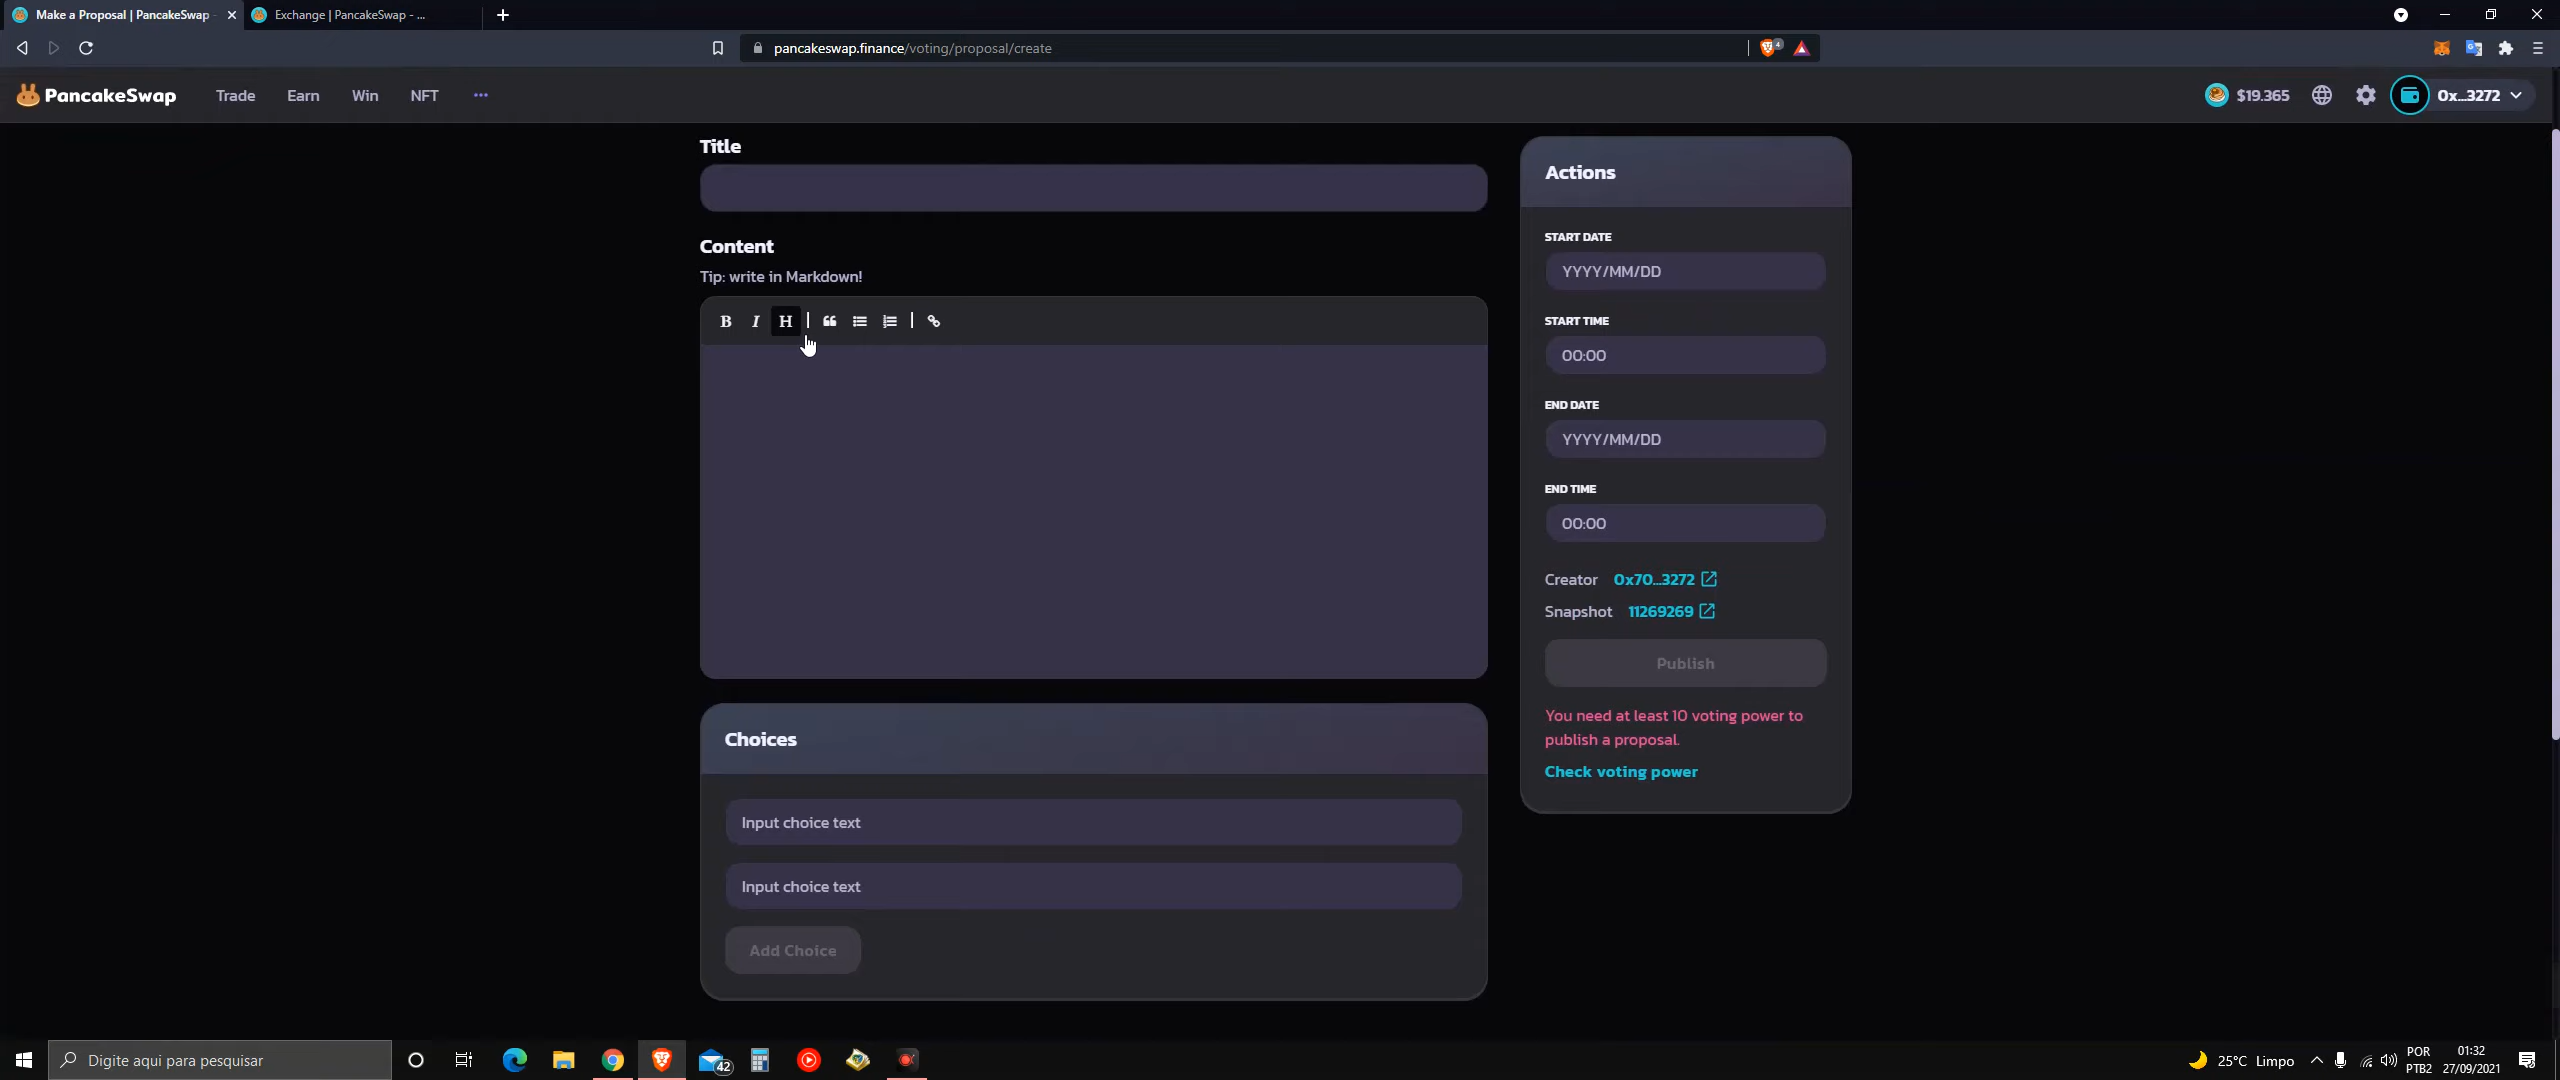 Make a Proposal | PancakeSwap
Exchange | PancakeSwap - ...
pancakeswap.finance/voting/proposal/create
4
PancakeSwap
Trade
Earn
Win
NFT
$19.365
0x...3272
Title
Content
Tip: write in Markdown!
B I H
Choices
Input choice text
Input choice text
Add Choice
Actions
START DATE
YYYY/MM/DD
START TIME
00:00
END DATE
YYYY/MM/DD
END TIME
00:00
Creator 0x70...3272
Snapshot 11269269
Publish
You need at least 10 voting power to
publish a proposal.
Check voting power
Digite aqui para pesquisar
42
25°C Limpo
POR
PTB2
01:32
27/09/2021